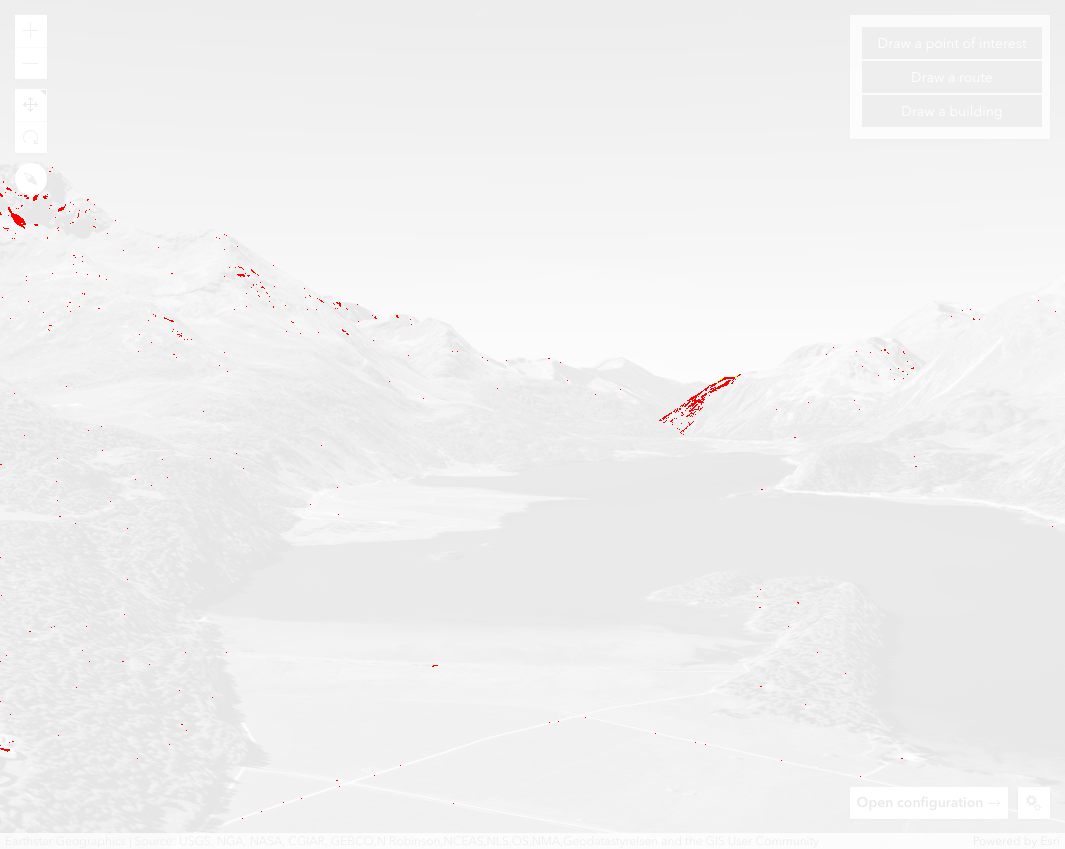 Draw a point of interest
Draw a route
Draw a building
Open configuration →
Earthstar Geographics | Source: USGS, NGA, NASA, CGIAR, GEBCO,N.Robinson,NCEAS,NLS,OS,NMA,Geodatastyrelsen and the GIS User Community
Powered by Esri